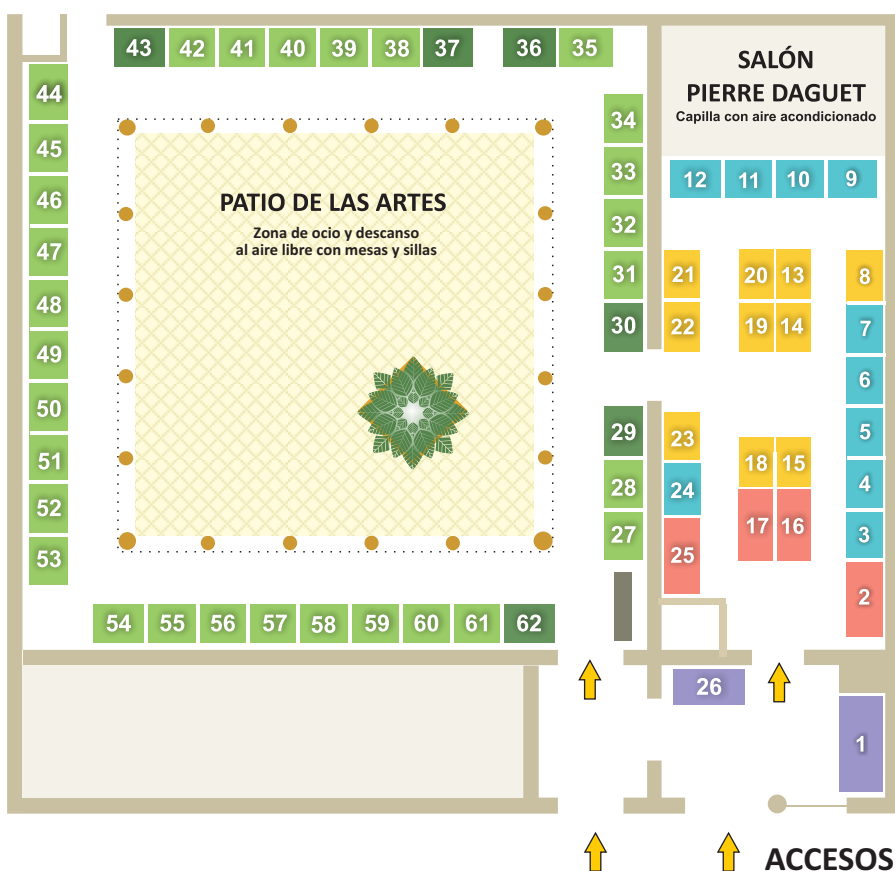 43 42 41 40 39 38 37 36 35
SALÓN
PIERRE DAGUET
Capilla con aire acondicionado
44
45
46
47
48
49
50
51
52
53
PATIO DE LAS ARTES
Zona de ocio y descanso
al aire libre con mesas y sillas
34
33
32
31
30
29
28
27
12 11 10 9
21 20 13 8
22 19 14 7
6
23 18 15 5
24 4
25 17 16 3
2
54 55 56 57 58 59 60 61 62
26
1
ACCESOS